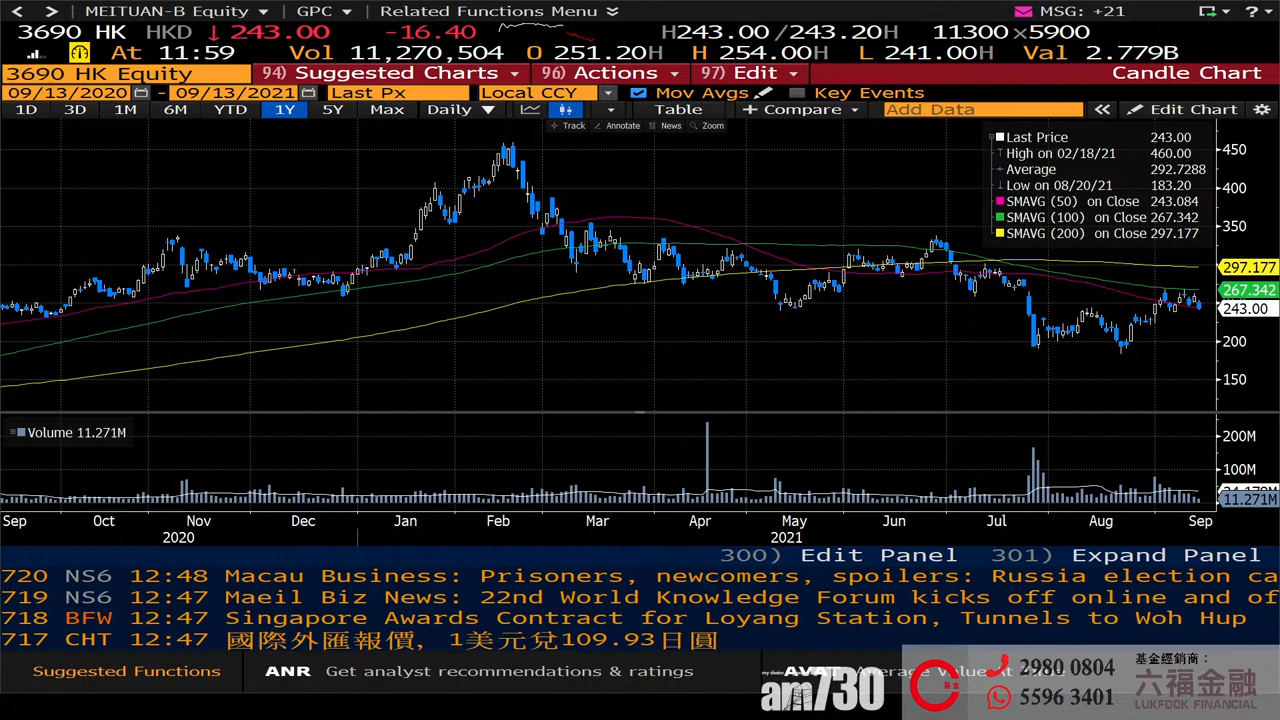 < > MEITUAN-B Equity ▼ GPC ▼ Related Functions Menu MSG: +21 ?
3690 HK HKD ↓ 243.00 -16.40 H243.00/243.20H 11300x5900
At 11:59 Vol 11,270,504 O 251.20H H 254.00H L 241.00H Val 2.779B
3690 HK Equity 94) Suggested Charts 96) Actions 97) Edit Candle Chart
09/13/2020 - 09/13/2021 Last Px Local CCY Mov Avgs Key Events
1D 3D 1M 6M YTD 1Y 5Y Max Daily ▼ Table + Compare Add Data « Edit Chart
Track Annotate News Zoom
Last Price 243.00
High on 02/18/21 460.00
Average 292.7288
Low on 08/20/21 183.20
SMAVG (50) on Close 243.084
SMAVG (100) on Close 267.342
SMAVG (200) on Close 297.177
450
400
350
297.177
267.342
243.00
200
150
Volume 11.271M
200M
100M
11.271M
Sep Oct Nov Dec Jan Feb Mar Apr May Jun Jul Aug Sep
2020 2021
300) Edit Panel 301) Expand Panel
720 NS6 12:48 Macau Business: Prisoners, newcomers, spoilers: Russia election ca
719 NS6 12:47 Maeil Biz News: 22nd World Knowledge Forum kicks off online and of
718 BFW 12:47 Singapore Awards Contract for Loyang Station, Tunnels to Woh Hup
717 CHT 12:47 國際外匯報價, 1美元兌109.93日圓
Suggested Functions ANR Get analyst recommendations & ratings AVAT Average Value At
am730
基金
2980 0804
5596 3401
基金經銷商：
六福金融
LUKFOOK FINANCIAL